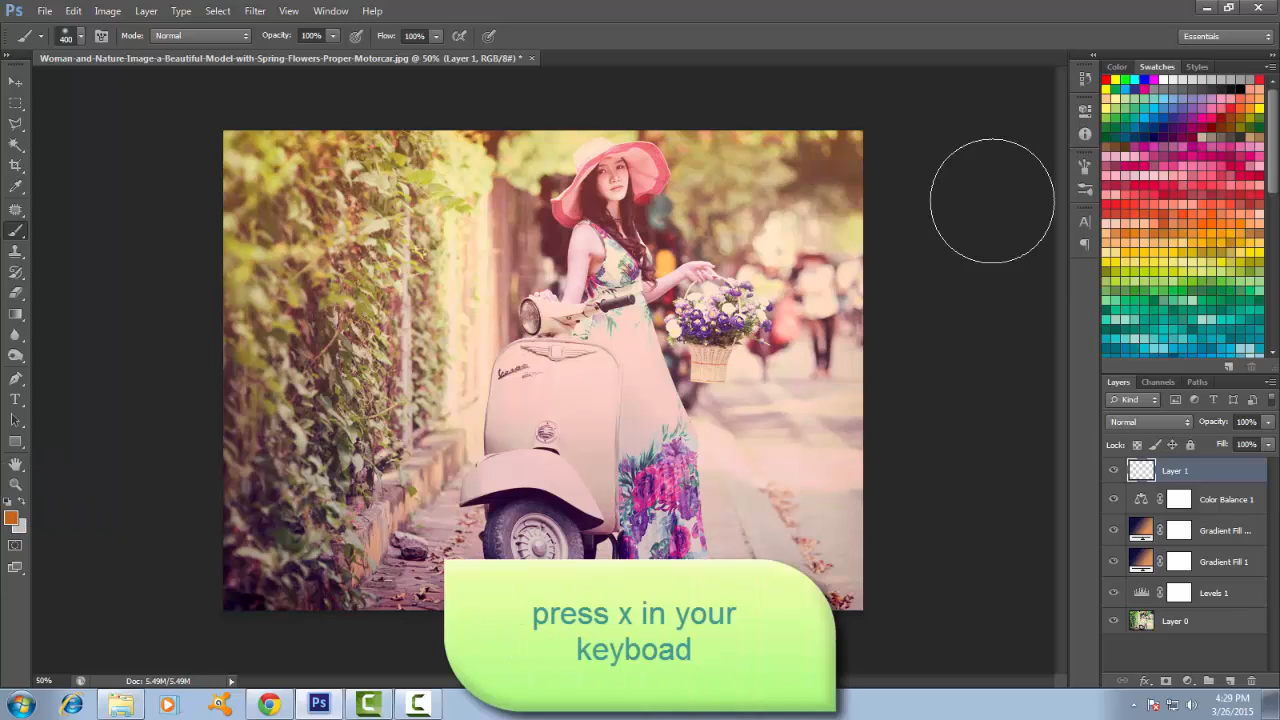 Ps File Edit Image Layer Type Select Filter View Window Help
400 Mode: Normal Opacity: 100% Flow: 100% Essentials
Woman-and-Nature-Image-a-Beautiful-Model-with-Spring-Flowers-Proper-Motorcar.jpg @ 50% (Layer 1, RGB/8#) * ×
Color Swatches Styles
Vespa
Layers Channels Paths
Kind
Normal Opacity: 100%
Lock: Fill: 100%
Layer 1
Color Balance 1
Gradient Fill ...
Gradient Fill 1
Levels 1
Layer 0
press x in your
keyboad
50% Doc: 5.49M/5.49M
Ps
4:29 PM
3/26/2015